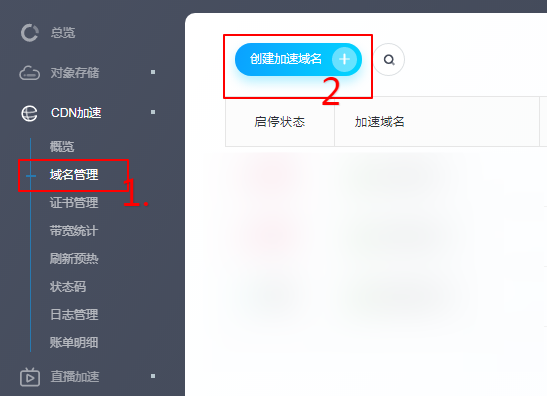 总览
对象存储
CDN加速
概览
域名管理
1.
证书管理
带宽统计
刷新预热
状态码
日志管理
账单明细
直播加速
创建加速域名 +
2
启停状态 加速域名